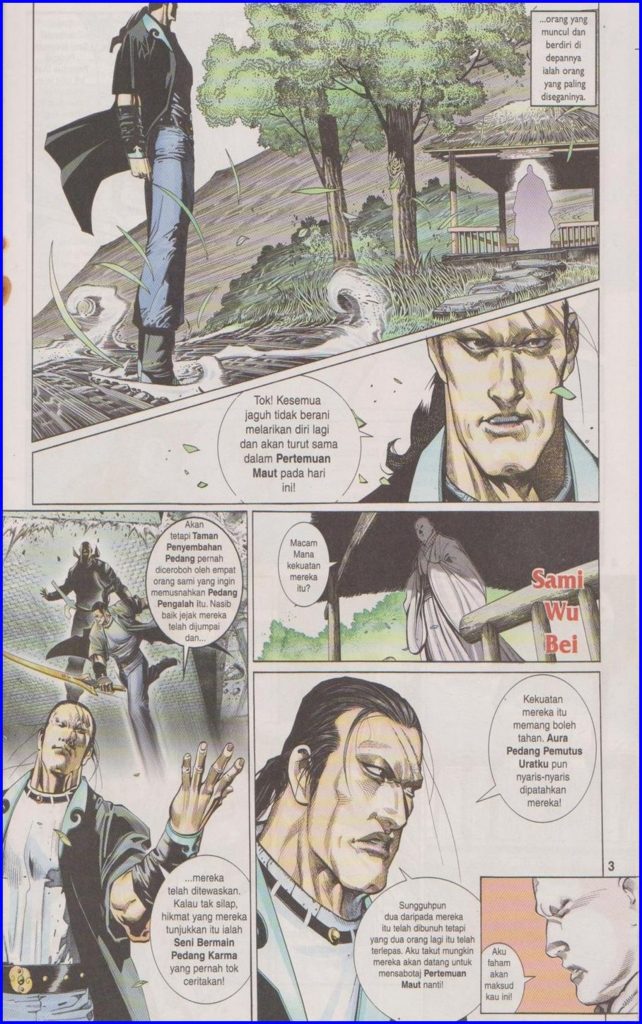 ...orang yang
muncul dan
berdiri di
depannya
ialah orang
yang paling
diseganinya.
Tok! Kesemua
jaguh tidak berani
melarikan diri lagi
dan akan turut sama
dalam Pertemuan
Maut pada hari
ini!
Akan
tetapi Taman
Penyembahan
Pedang pernah
diceroboh oleh empat
orang sami yang ingin
memusnahkan Pedang
Pengalah itu. Nasib
baik jejak mereka
telah dijumpai
dan...
Macam
Mana
kekuatan
mereka
itu?
Sami
Wu
Bei
...mereka
telah ditewaskan.
Kalau tak silap,
hikmat yang mereka
tunjukkan itu ialah
Seni Bermain
Pedang Karma
yang pernah tok
ceritakan!
Kekuatan
mereka itu
memang boleh
tahan. Aura
Pedang Pemutus
Uratku pun
nyaris-nyaris
dipatahkan
mereka!
Sungguhpun
dua daripada mereka
itu telah dibunuh tetapi
yang dua orang lagi itu telah
terlepas. Aku takut mungkin
mereka akan datang untuk
mensabotaj Pertemuan
Maut nanti!
Aku
faham
akan
maksud
kau ini!
3